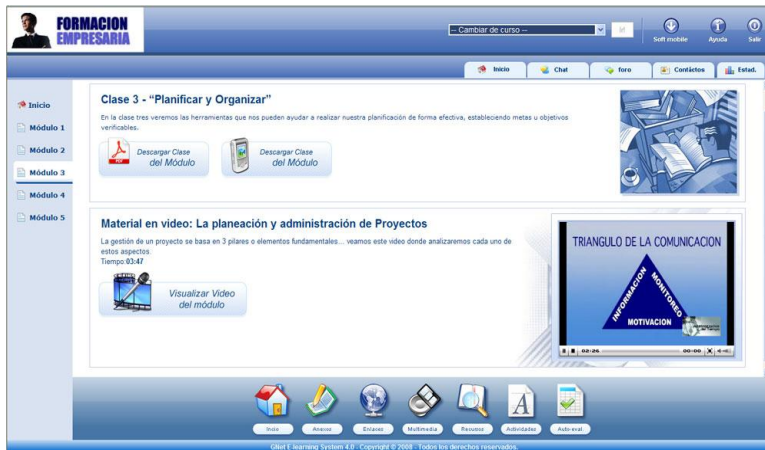 FORMACION
EMPRESARIA
-- Cambiar de curso --
Ir!
Soft mobile
Ayuda
Salir
Inicio
Chat
foro
Contáctos
Estad.
Inicio
Módulo 1
Módulo 2
Módulo 3
Módulo 4
Módulo 5
Clase 3 - “Planificar y Organizar”
En la clase tres veremos las herramientas que nos pueden ayudar a realizar nuestra planificación de forma efectiva, estableciendo metas u objetivos
verificables.
PDF
Descargar Clase
del Módulo
Descargar Clase
del Módulo
Material en video: La planeación y administración de Proyectos
La gestión de un proyecto se basa en 3 pilares o elementos fundamentales... veamos este video donde analizaremos cada uno de
estos aspectos.
Tiempo:03:47
Visualizar Video
del módulo
TRIANGULO DE LA COMUNICACION
INFORMACION
MONITOREO
MOTIVACION
02:26
00:00
Incio
Anexos
Enlaces
Multimedia
Recursos
Actividades
Auto-eval.
GNet E-learning System 4.0 - Copyright © 2008 - Todos los derechos reservados.